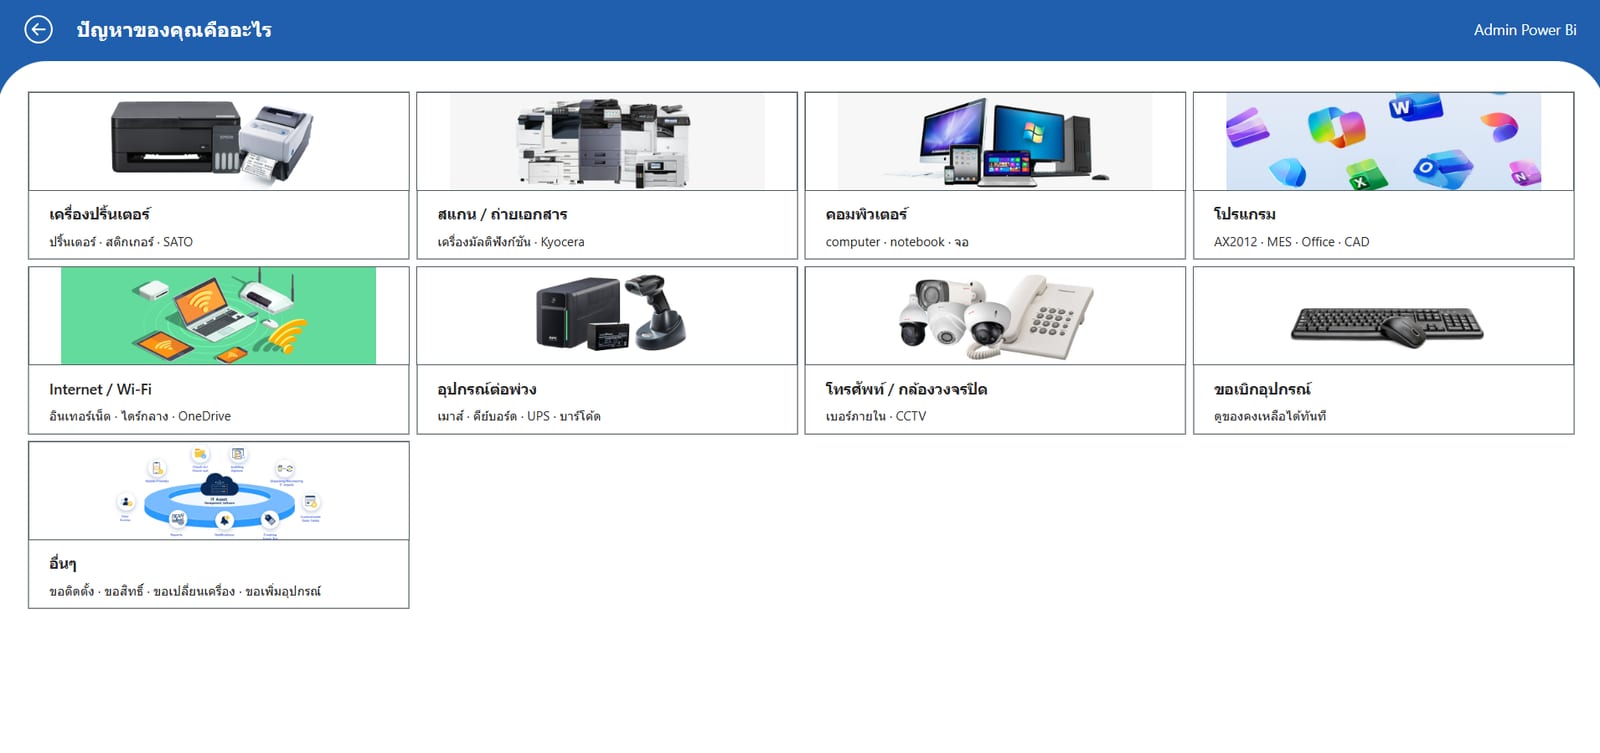 ปัญหาของคุณคืออะไร
Admin Power Bi
เครื่องปริ้นเตอร์
ปริ้นเตอร์ · สติกเกอร์ · SATO
สแกน / ถ่ายเอกสาร
เครื่องมัลติฟังก์ชัน · Kyocera
คอมพิวเตอร์
computer · notebook · จอ
โปรแกรม
AX2012 · MES · Office · CAD
Internet / Wi-Fi
อินเทอร์เน็ต · ไดร์กลาง · OneDrive
อุปกรณ์ต่อพ่วง
เมาส์ · คีย์บอร์ด · UPS · บาร์โค้ด
โทรศัพท์ / กล้องวงจรปิด
เบอร์ภายใน · CCTV
ขอเบิกอุปกรณ์
ดูของคงเหลือได้ทันที
IT Asset
อื่นๆ
ขอติดตั้ง · ขอสิทธิ์ · ขอเปลี่ยนเครื่อง · ขอเพิ่มอุปกรณ์